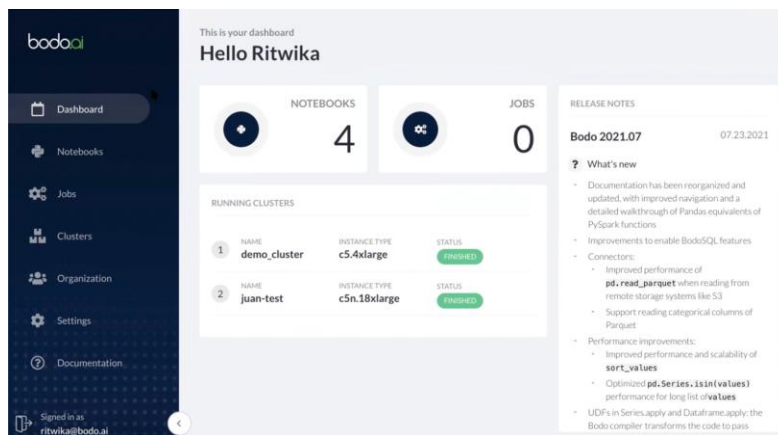 bodo.ai
Dashboard
Notebooks
Jobs
Clusters
Organization
Settings
Documentation
Signed in as
ritwika@bodo.ai
This is your dashboard
Hello Ritwika
NOTEBOOKS
4
JOBS
0
RUNNING CLUSTERS
1
NAME
demo_cluster
INSTANCE TYPE
c5.4xlarge
STATUS
FINISHED
2
NAME
juan-test
INSTANCE TYPE
c5n.18xlarge
STATUS
FINISHED
RELEASE NOTES
Bodo 2021.07 07.23.2021
? What's new
- Documentation has been reorganized and
updated, with improved navigation and a
detailed walkthrough of Pandas equivalents of
PySpark functions
- Improvements to enable BodoSQL features
- Connectors:
- Improved performance of
pd.read_parquet when reading from
remote storage systems like S3
- Support reading categorical columns of
Parquet
- Performance improvements:
- Improved performance and scalability of
sort_values
- Optimized pd.Series.isin(values)
performance for long list of values
- UDFs in Series.apply and Dataframe.apply: the
Bodo compiler transforms the code to pass